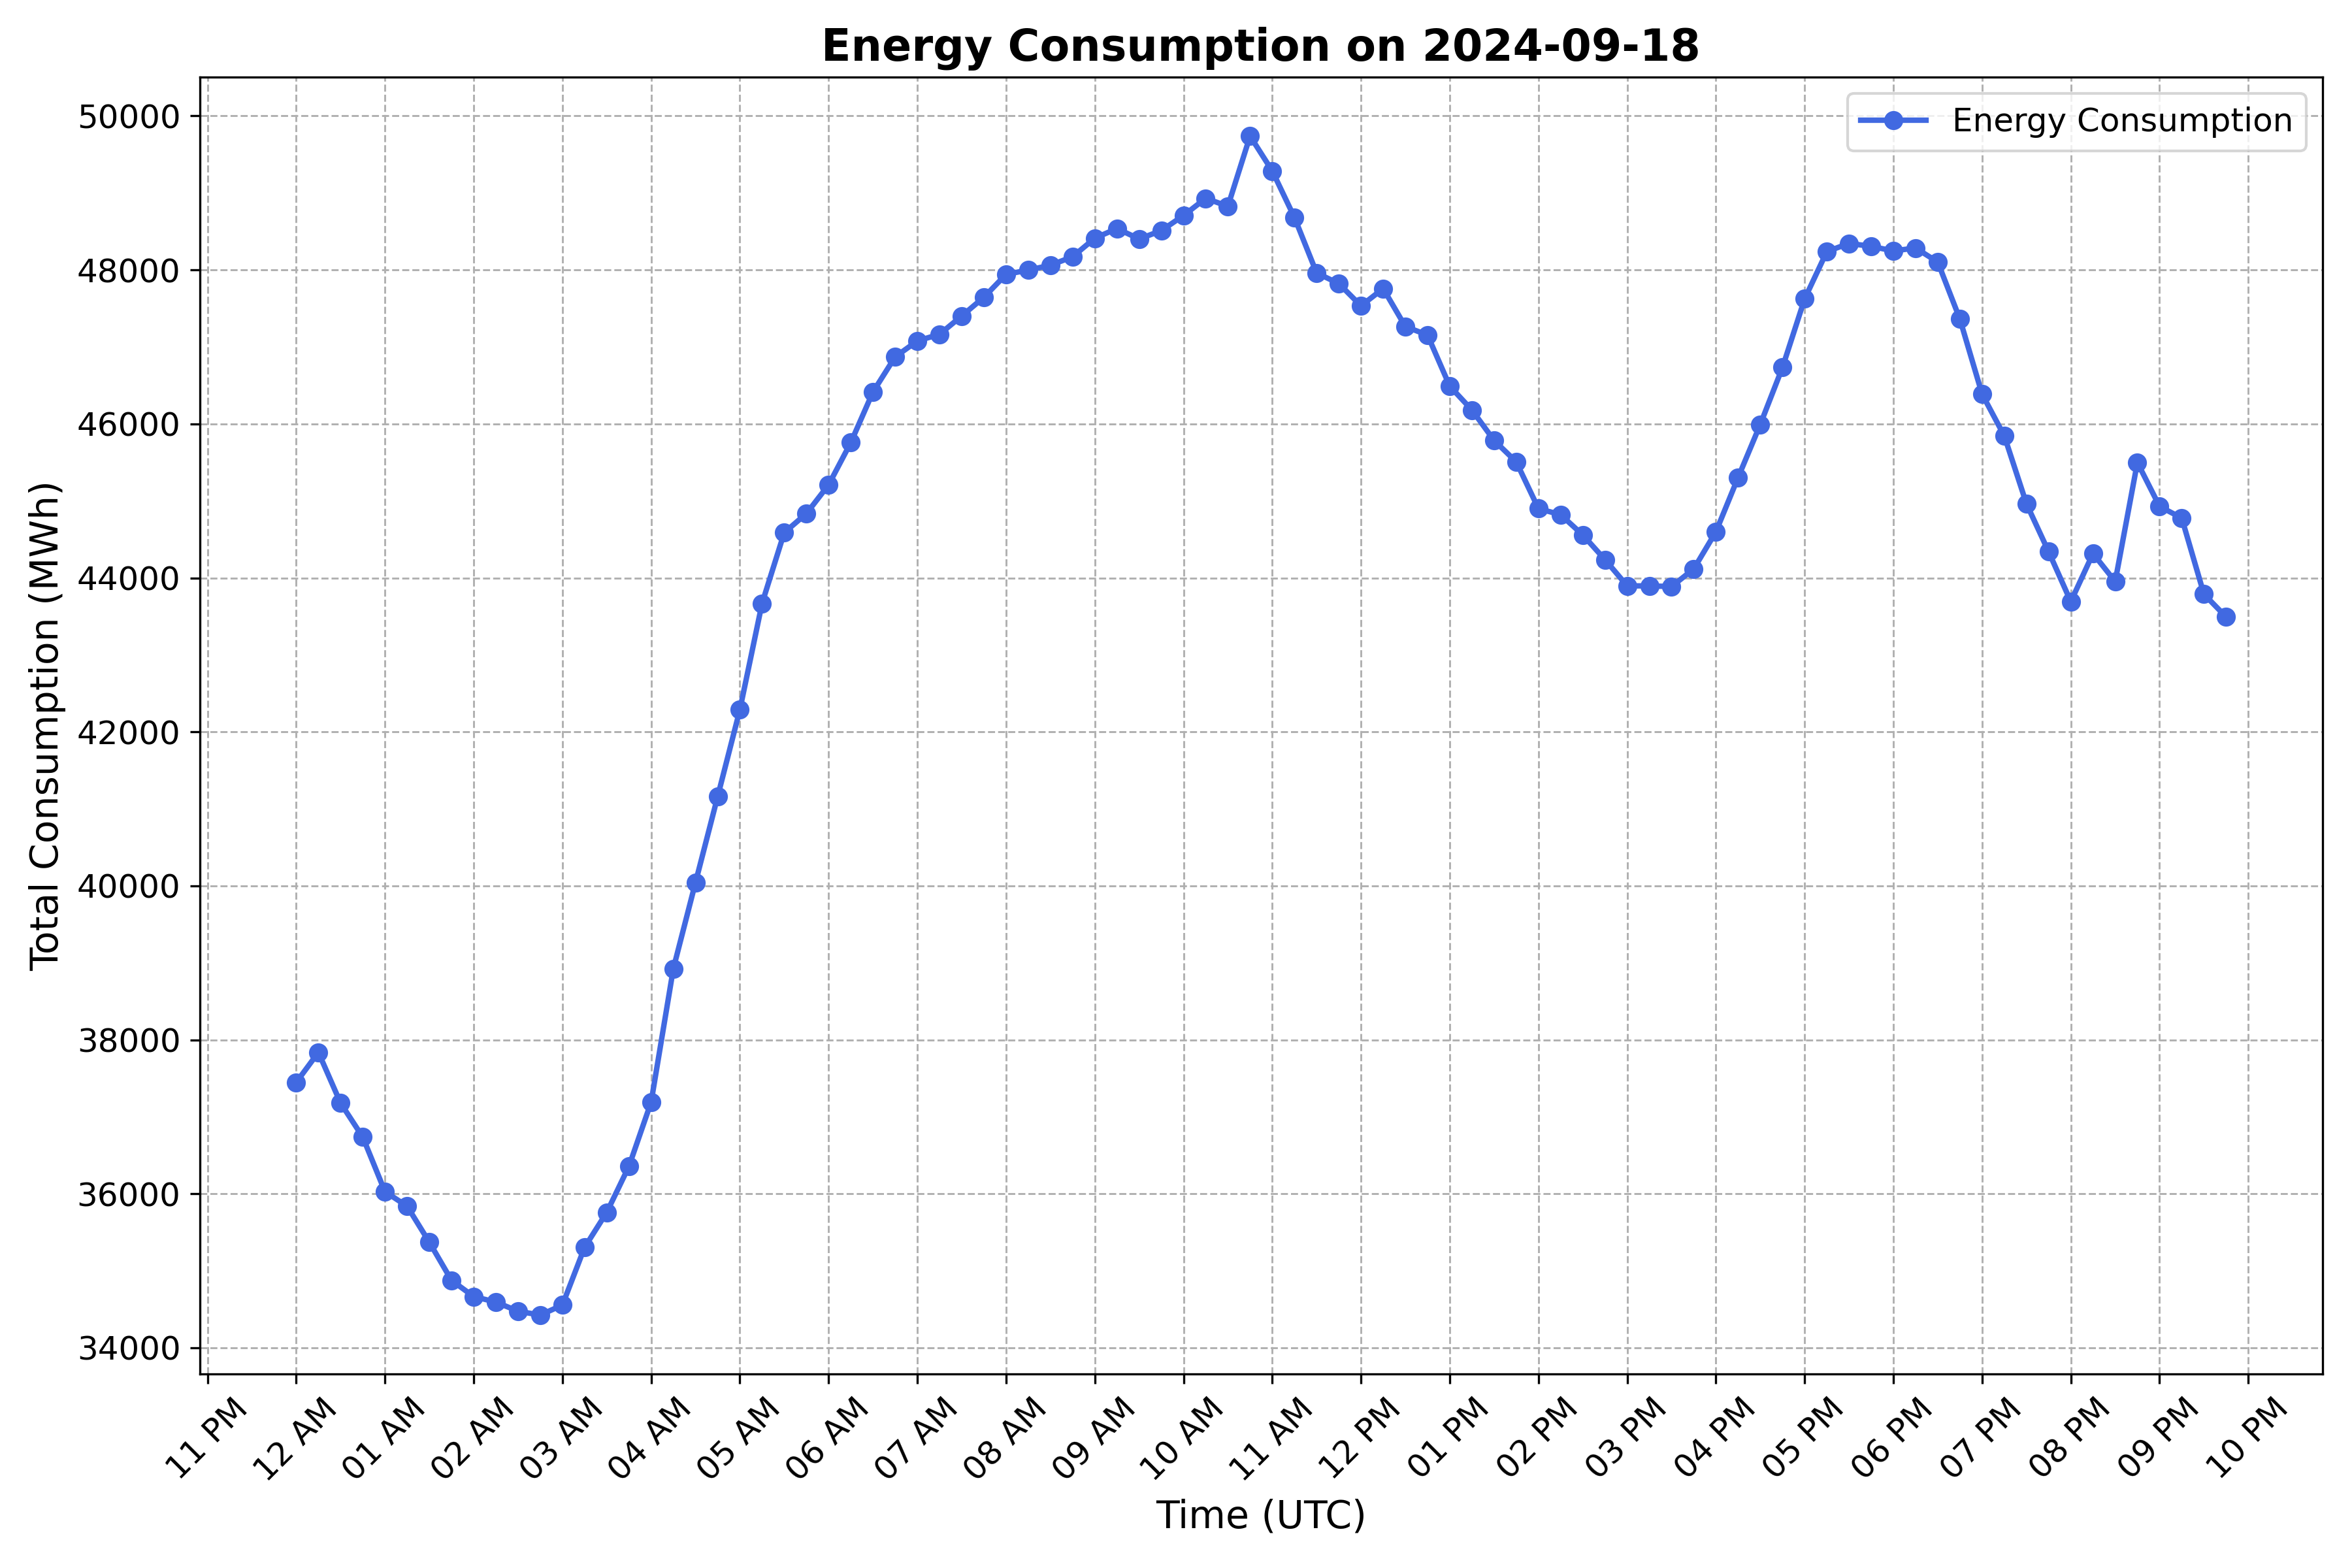 Energy Consumption on 2024-09-18
Energy Consumption
Total Consumption (MWh)
50000
48000
46000
44000
42000
40000
38000
36000
34000
11 PM
12 AM
01 AM
02 AM
03 AM
04 AM
05 AM
06 AM
07 AM
08 AM
09 AM
10 AM
11 AM
12 PM
01 PM
02 PM
03 PM
04 PM
05 PM
06 PM
07 PM
08 PM
09 PM
10 PM
Time (UTC)